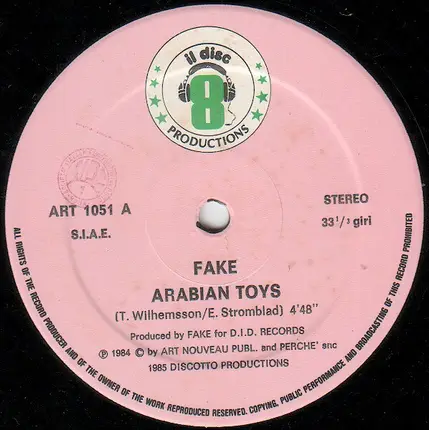 il disc
8
PRODUCTIONS
ART 1051 A
S.I.A.E.
STEREO
33 1/3 giri
FAKE
ARABIAN TOYS
(T. Wilhemsson/E. Stromblad) 4'48"
Produced by FAKE for D.I.D. RECORDS
℗ 1984 © by ART NOUVEAU PUBL. and PERCHE' snc
1985 DISCOTTO PRODUCTIONS
ALL RIGHTS OF THE RECORD PRODUCER AND OF THE OWNER OF THE WORK REPRODUCED RESERVED. COPYING, PUBLIC PERFORMANCE AND BROADCASTING OF THIS RECORD PROHIBITED